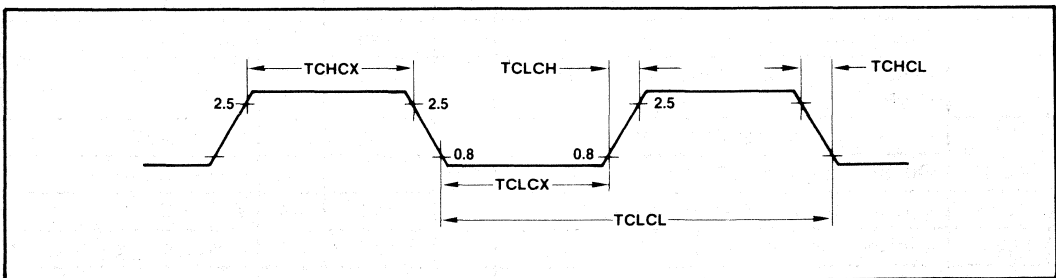 TCHCX TCLCH TCHCL
2.5 2.5 2.5
0.8 0.8
TCLCX
TCLCL